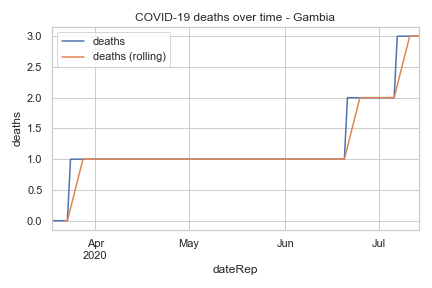 COVID-19 deaths over time - Gambia
deaths
deaths (rolling)
3.0
2.5
2.0
1.5
1.0
0.5
0.0
deaths
Apr
2020
May
Jun
Jul
dateRep